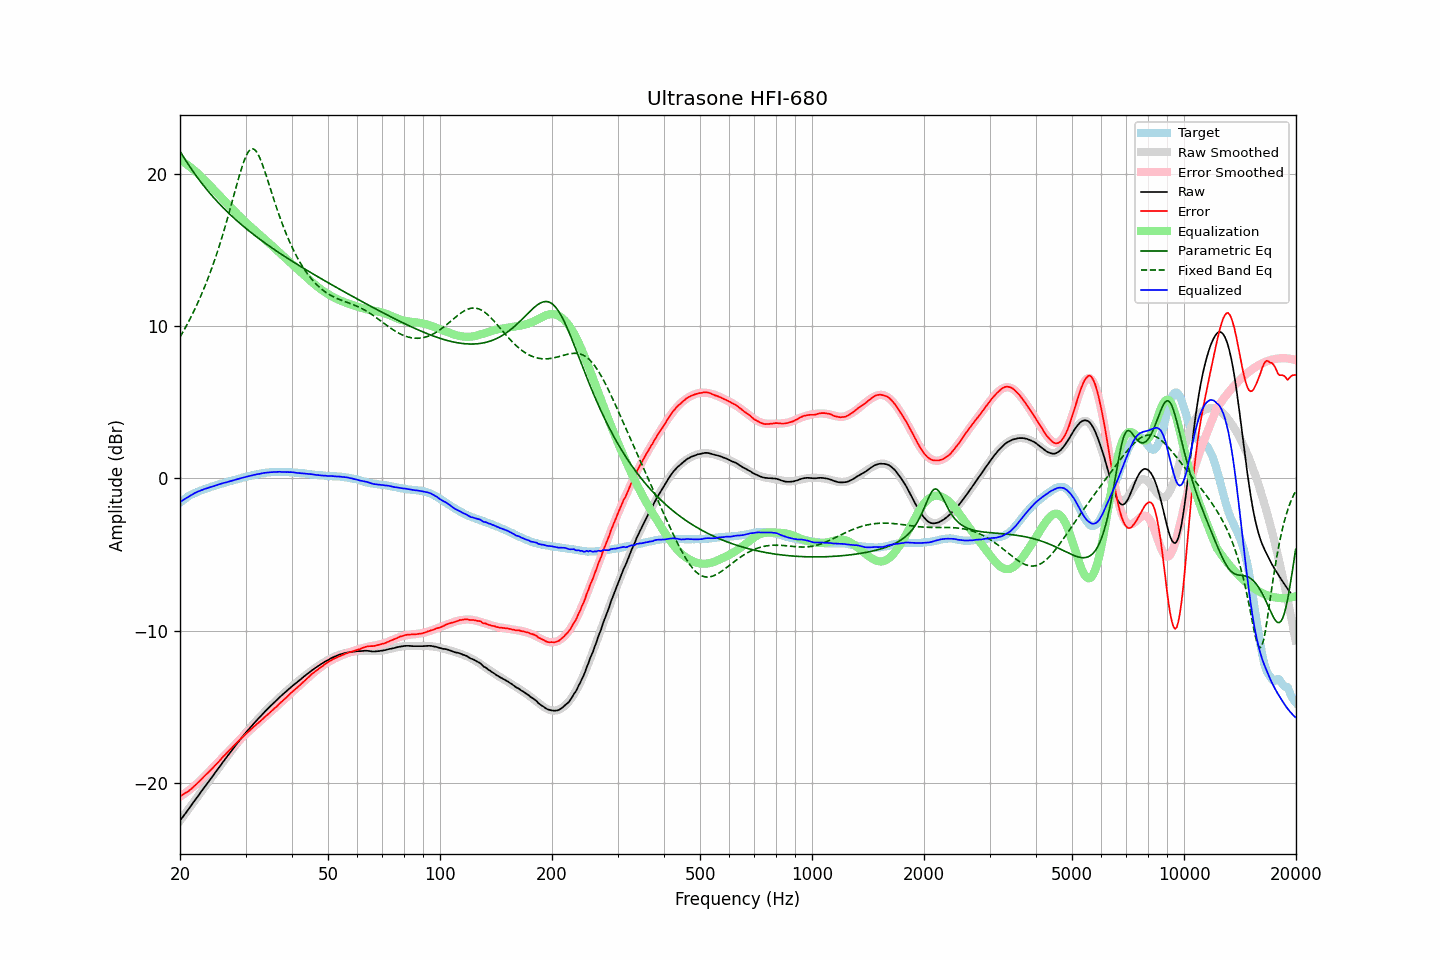 Ultrasone HFI-680
Target
Raw Smoothed
Error Smoothed
Raw
Error
Equalization
Parametric Eq
Fixed Band Eq
Equalized
Amplitude (dBr)
20
10
0
−10
−20
20
50
100
200
500
1000
2000
5000
10000
20000
Frequency (Hz)